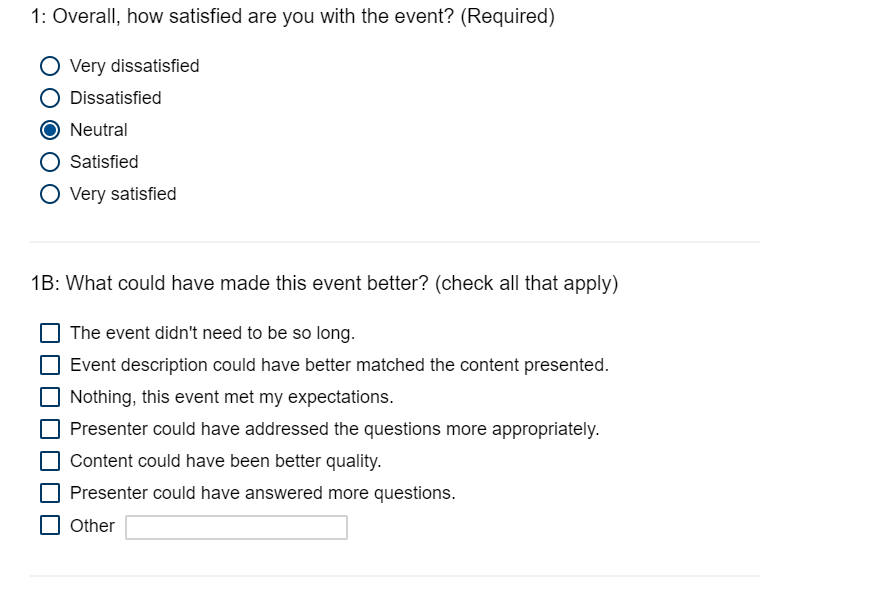 1: Overall, how satisfied are you with the event? (Required)
Very dissatisfied
Dissatisfied
Neutral
Satisfied
Very satisfied
1B: What could have made this event better? (check all that apply)
The event didn't need to be so long.
Event description could have better matched the content presented.
Nothing, this event met my expectations.
Presenter could have addressed the questions more appropriately.
Content could have been better quality.
Presenter could have answered more questions.
Other